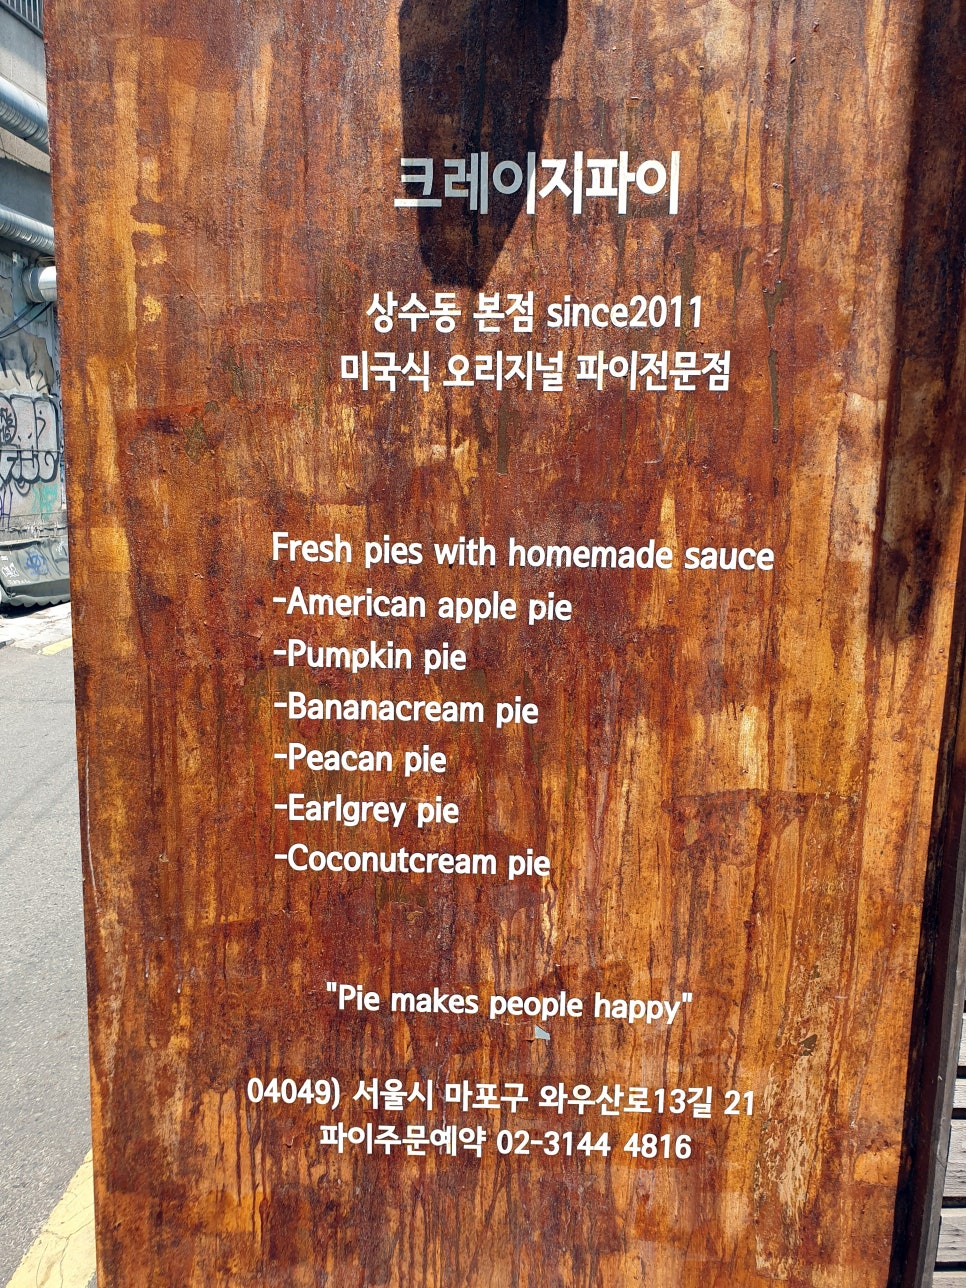 크레이지파이
상수동 본점 since2011
미국식 오리지널 파이전문점
Fresh pies with homemade sauce
-American apple pie
-Pumpkin pie
-Bananacream pie
-Peacan pie
-Earlgrey pie
-Coconutcream pie
"Pie makes people happy"
04049) 서울시 마포구 와우산로13길 21
파이주문예약 02-3144 4816